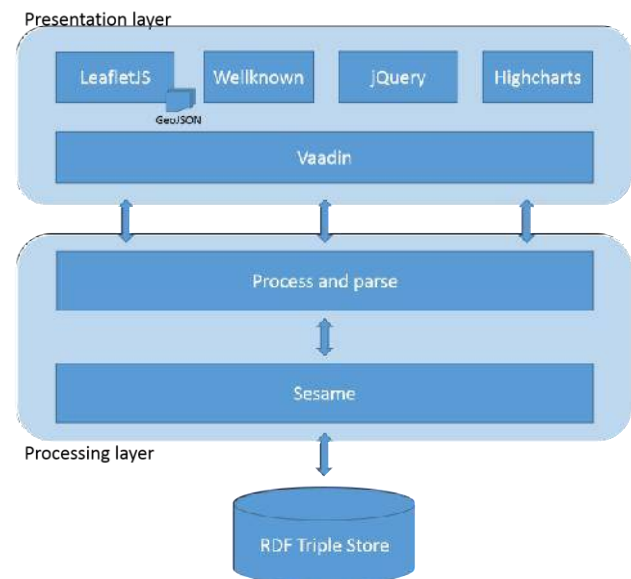 Presentation layer
LeafletJS
Wellknown
jQuery
Highcharts
GeoJSON
Vaadin
Process and parse
Sesame
Processing layer
RDF Triple Store